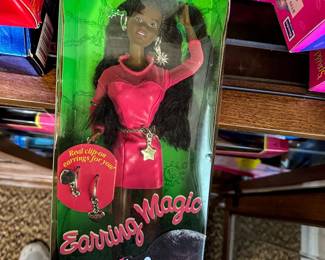 Real clip-on
earrings for you!
Earring Magic